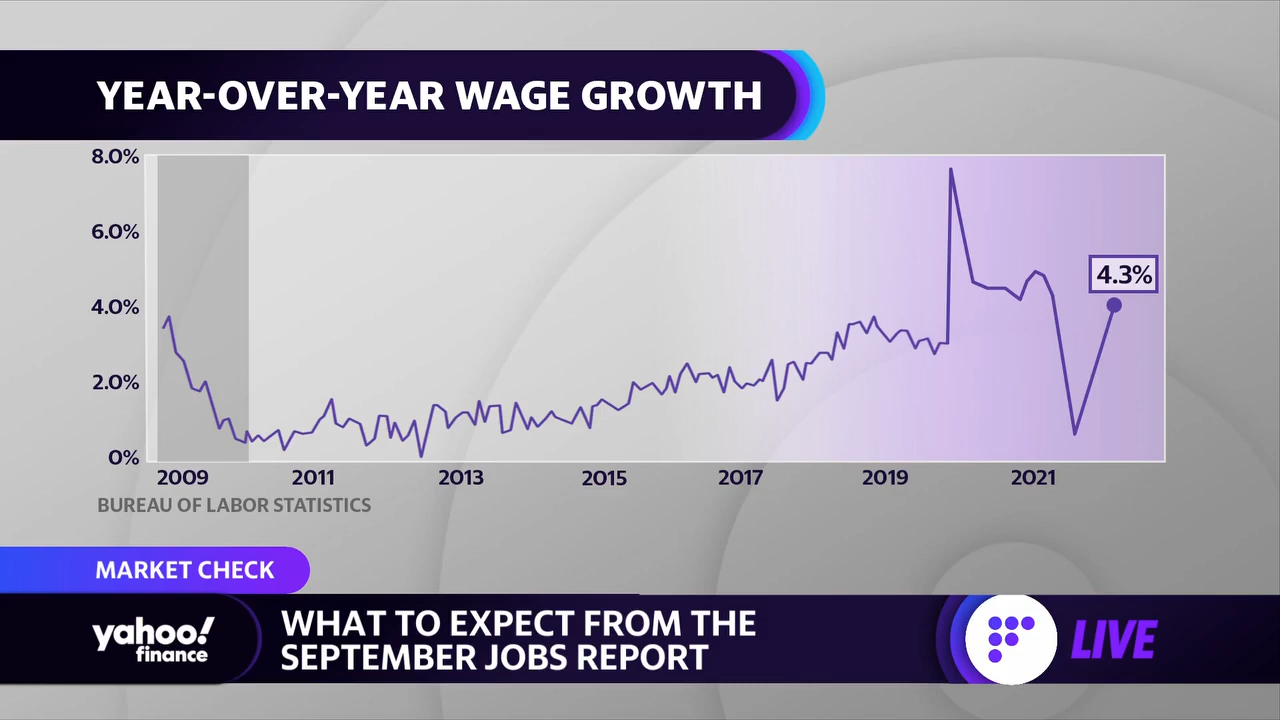 YEAR-OVER-YEAR WAGE GROWTH
8.0%
6.0%
4.0%
2.0%
0%
4.3%
2009 2011 2013 2015 2017 2019 2021
BUREAU OF LABOR STATISTICS
MARKET CHECK
yahoo!
finance
WHAT TO EXPECT FROM THE
SEPTEMBER JOBS REPORT
LIVE